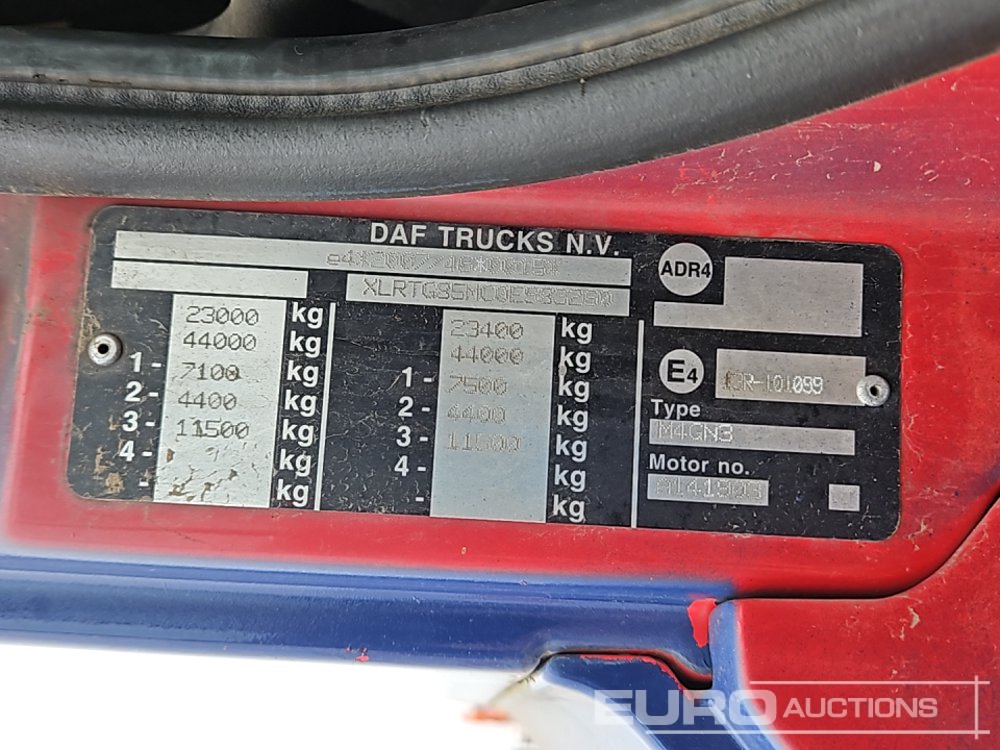 DAF TRUCKS N.V.
23000 kg
44000 kg
1 - 7100 kg
2 - 4400 kg
3 - 11500 kg
4 - kg
- kg
23400 kg
44000 kg
1 - 7500 kg
2 - 4400 kg
3 - 11500 kg
4 - kg
- kg
ADR4
E4
Type
M4GN3
Motor no.
EURO AUCTIONS